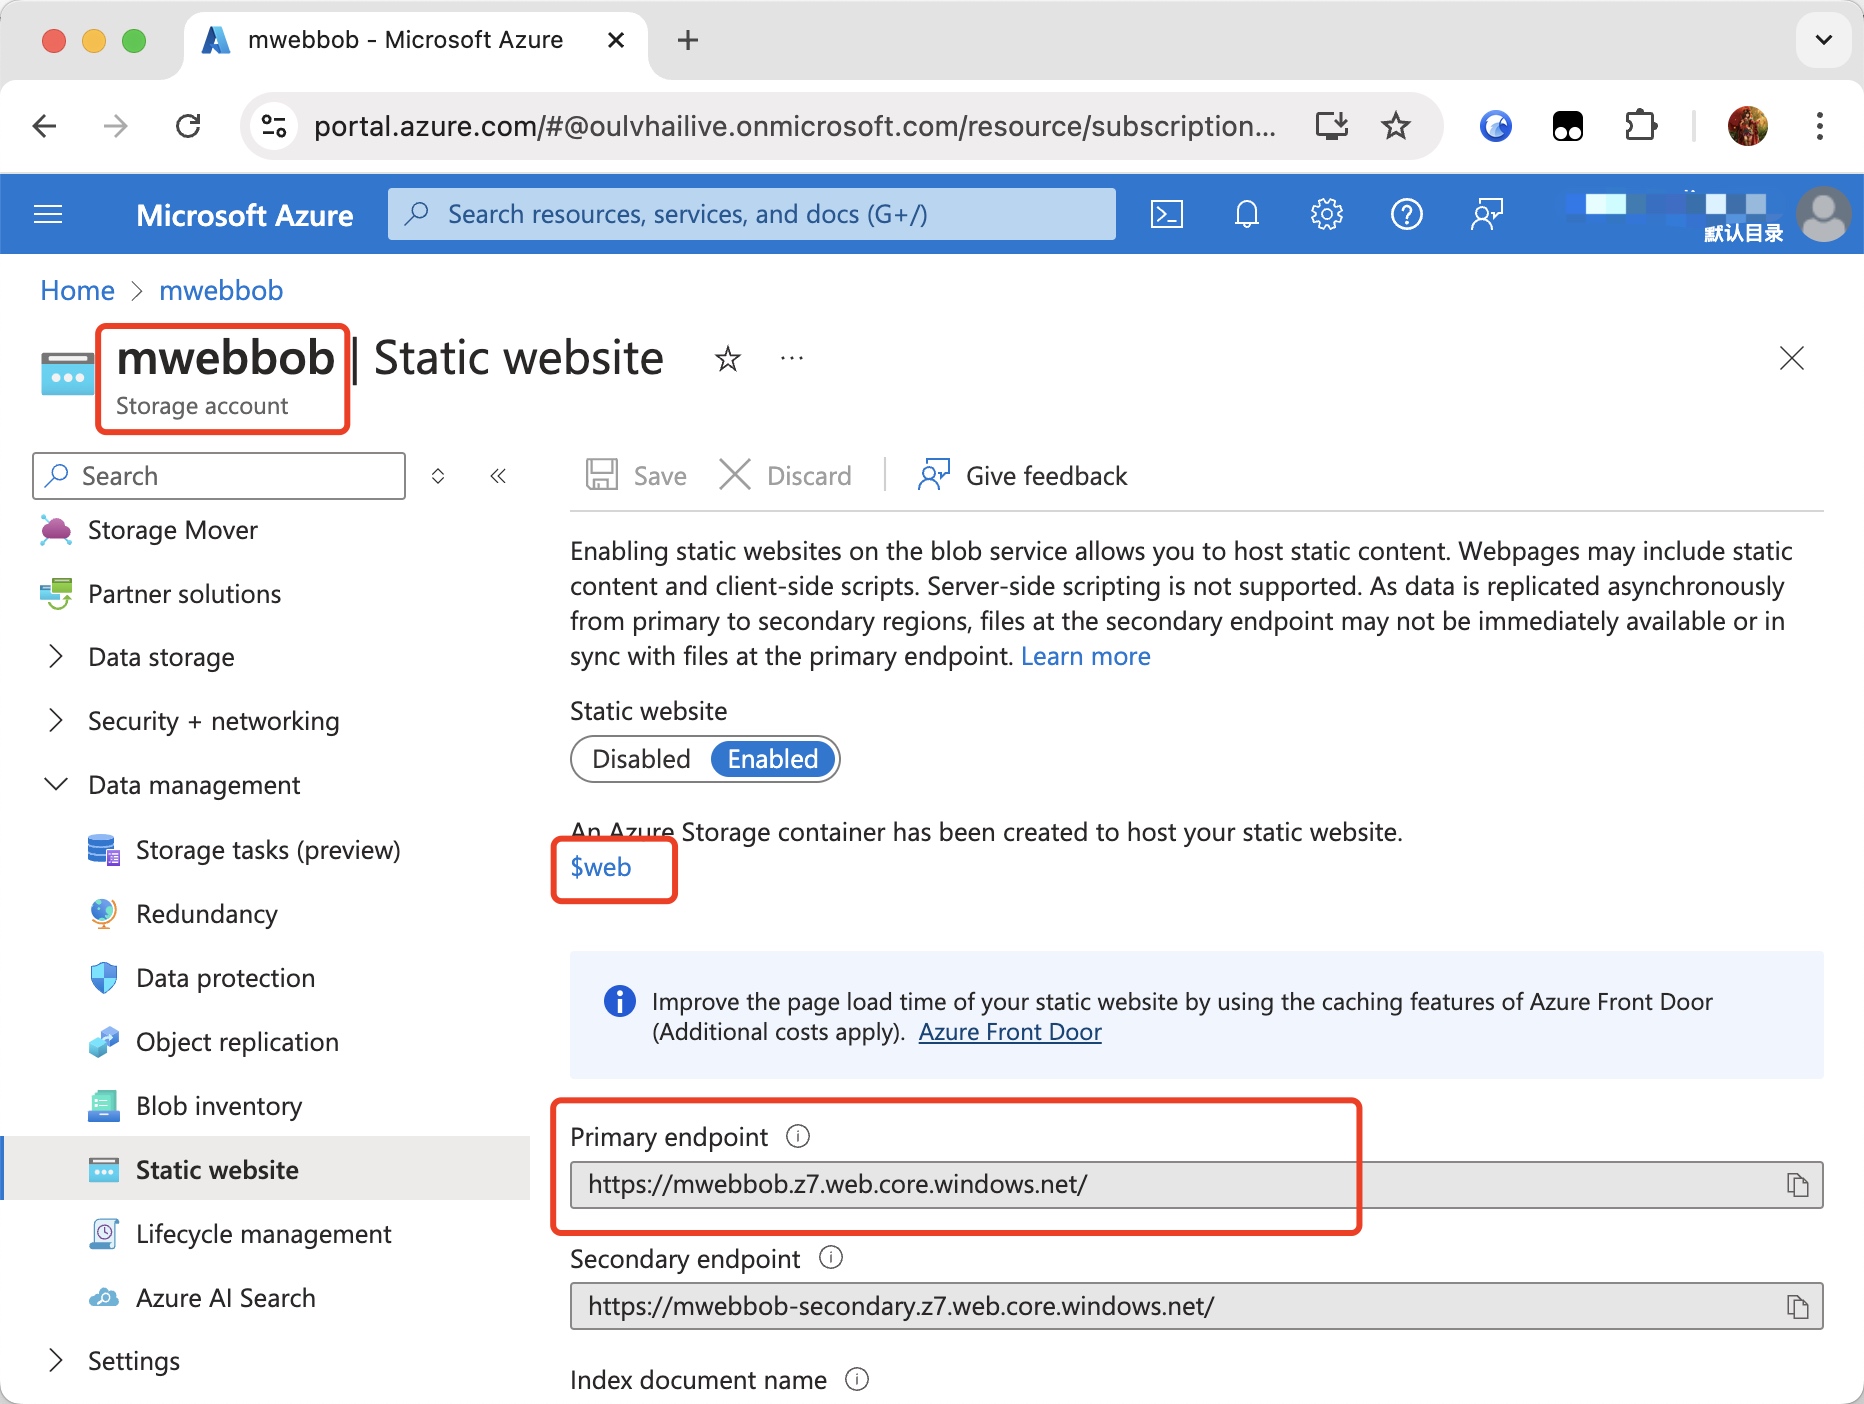 mwebbob - Microsoft Azure
portal.azure.com/#@oulvhailive.onmicrosoft.com/resource/subscription...
Microsoft Azure
Search resources, services, and docs (G+/)
默认目录
Home > mwebbob
mwebbob | Static website
Storage account
Search
Save
Discard
Give feedback
Storage Mover
Partner solutions
Data storage
Security + networking
Data management
Storage tasks (preview)
Redundancy
Data protection
Object replication
Blob inventory
Static website
Lifecycle management
Azure AI Search
Settings
Enabling static websites on the blob service allows you to host static content. Webpages may include static
content and client-side scripts. Server-side scripting is not supported. As data is replicated asynchronously
from primary to secondary regions, files at the secondary endpoint may not be immediately available or in
sync with files at the primary endpoint. Learn more
Static website
Disabled Enabled
An Azure Storage container has been created to host your static website.
$web
Improve the page load time of your static website by using the caching features of Azure Front Door
(Additional costs apply). Azure Front Door
Primary endpoint
https://mwebbob.z7.web.core.windows.net/
Secondary endpoint
https://mwebbob-secondary.z7.web.core.windows.net/
Index document name